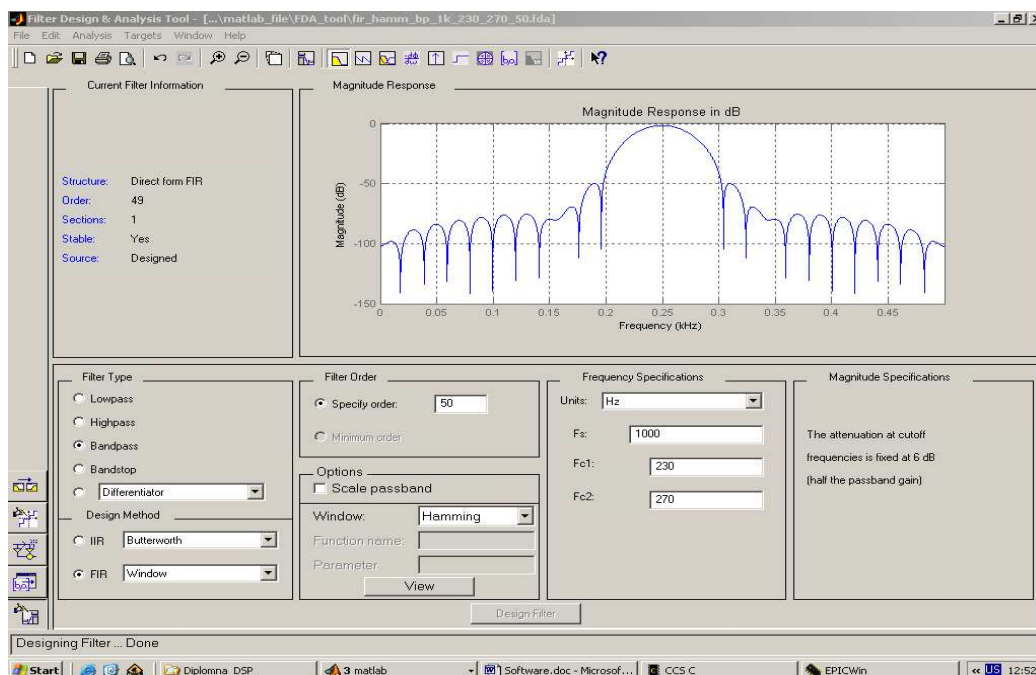 Filter Design & Analysis Tool - [...\matlab_file\FDA_tool\fir_hamm_bp_1k_230_270_50.fda]
File Edit Analysis Targets Window Help
Current Filter Information
Structure: Direct form FIR
Order: 49
Sections: 1
Stable: Yes
Source: Designed
Magnitude Response
Magnitude Response in dB
Magnitude (dB)
0
-50
-100
-150
0 0.05 0.1 0.15 0.2 0.25 0.3 0.35 0.4 0.45
Frequency (kHz)
Filter Type
Lowpass
Highpass
Bandpass
Bandstop
Differentiator
Design Method
IIR Butterworth
FIR Window
Filter Order
Specify order: 50
Minimum order
Options
Scale passband
Window: Hamming
Function name:
Parameter
View
Frequency Specifications
Units: Hz
Fs: 1000
Fc1: 230
Fc2: 270
Magnitude Specifications
The attenuation at cutoff
frequencies is fixed at 6 dB
(half the passband gain)
Design Filter
Designing Filter ... Done
Start Diplomna_DSP 3 matlab Software.doc - Microsof... CCS C EPICWin « US 12:52